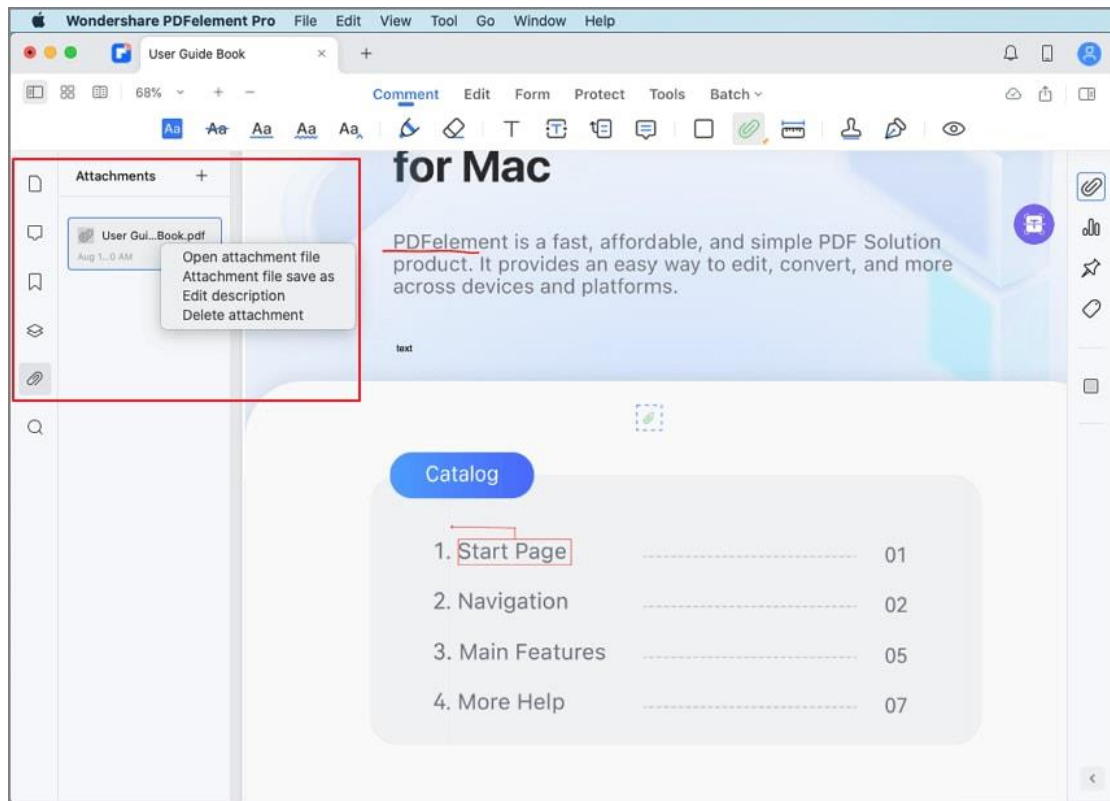 Wondershare PDFelement Pro File Edit View Tool Go Window Help
User Guide Book × +
68% + − Comment Edit Form Protect Tools Batch
Aa Aa Aa Aa Aa T T
Attachments +
User Gui...Book.pdf
Aug 1...0 AM
Open attachment file
Attachment file save as
Edit description
Delete attachment
for Mac
PDFelement is a fast, affordable, and simple PDF Solution
product. It provides an easy way to edit, convert, and more
across devices and platforms.
text
Catalog
1. Start Page 01
2. Navigation 02
3. Main Features 05
4. More Help 07